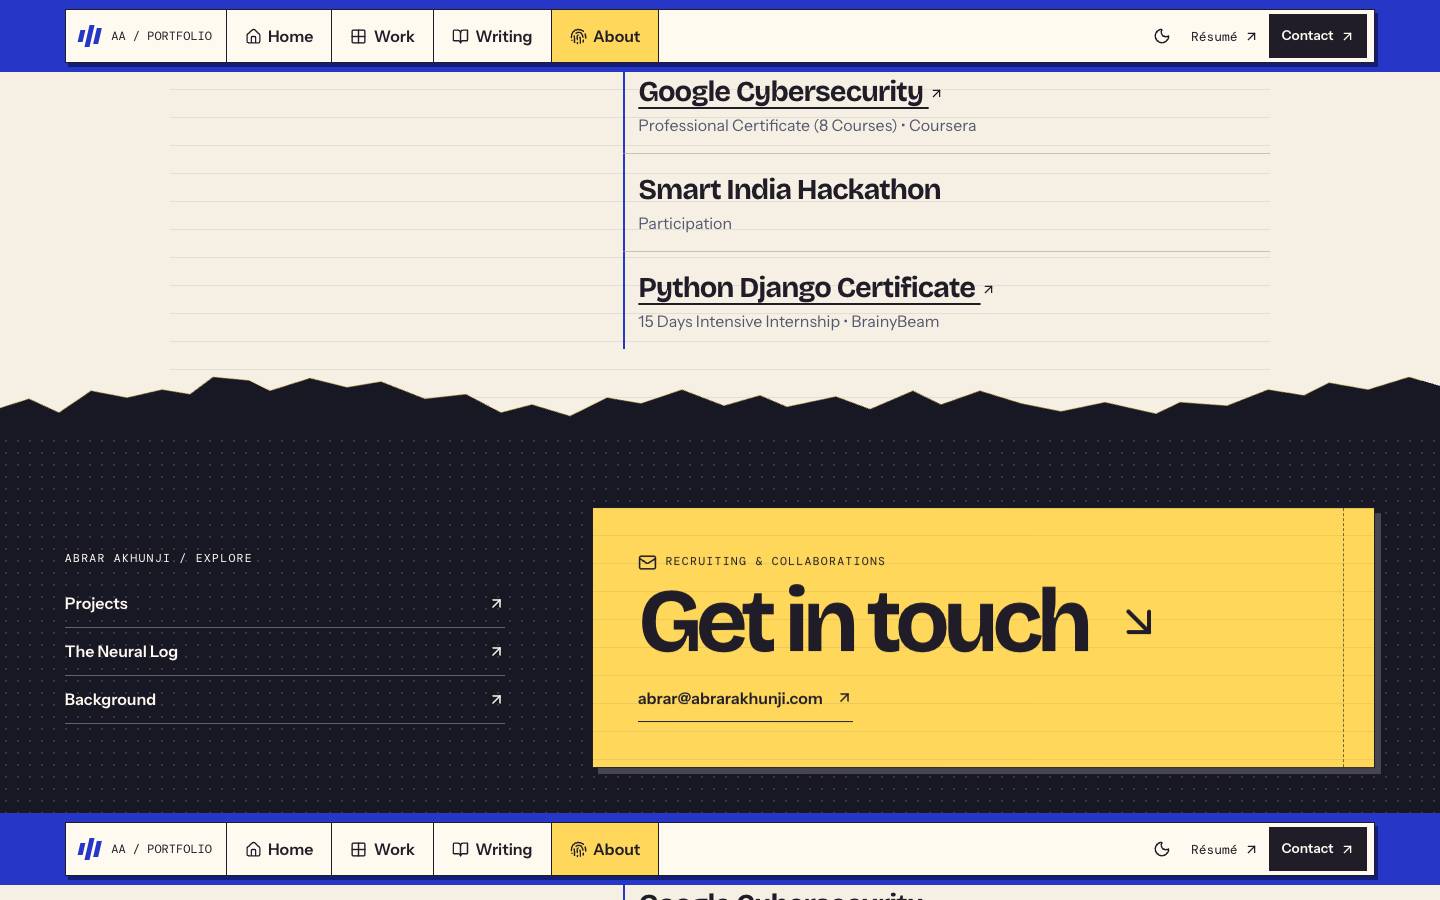 AA / PORTFOLIO
Home
Work
Writing
About
Résumé
Contact
Google Cybersecurity
Professional Certificate (8 Courses) • Coursera
Smart India Hackathon
Participation
Python Django Certificate
15 Days Intensive Internship • BrainyBeam
ABRAR AKHUNJI / EXPLORE
Projects
The Neural Log
Background
RECRUITING & COLLABORATIONS
Get in touch
abrar@abrarakhunji.com
AA / PORTFOLIO
Home
Work
Writing
About
Résumé
Contact
Google Cybersecurity